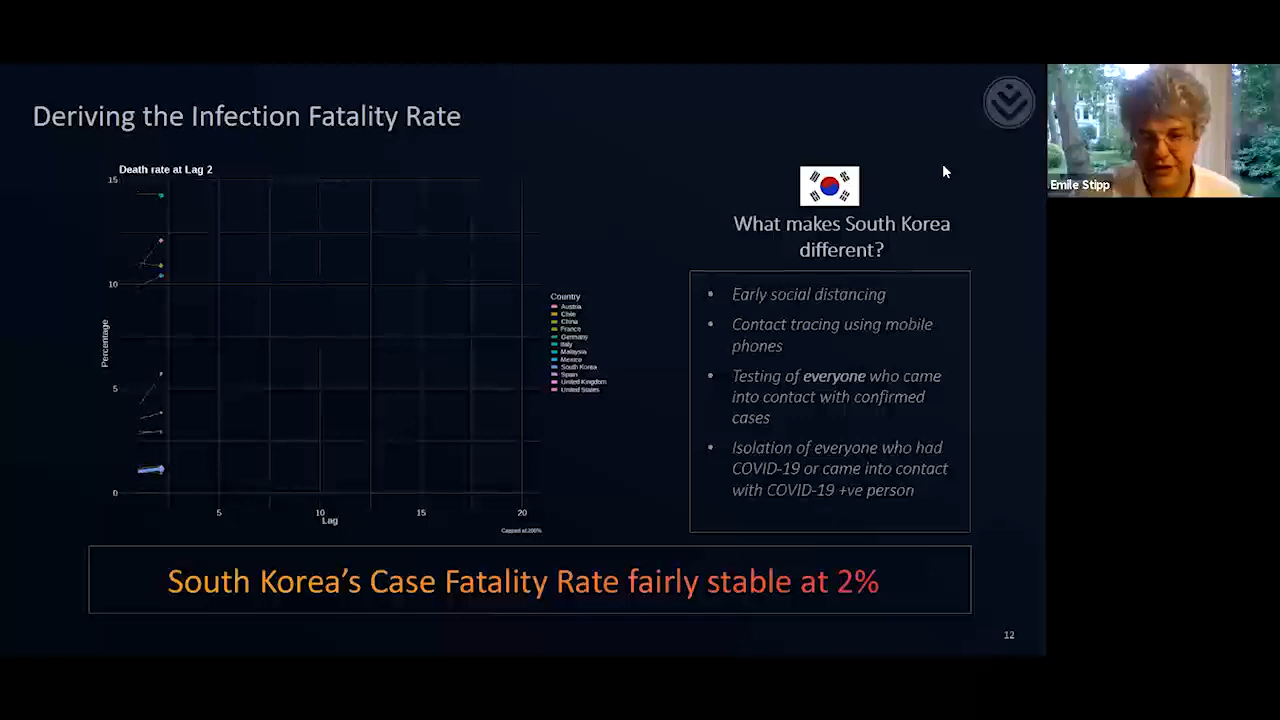 Deriving the Infection Fatality Rate
Emile Stipp
Death rate at Lag 2
15
10
5
0
Percentage
5
10
15
20
Lag
Capped at 200%
Country
Austria
Chile
China
France
Germany
Italy
Malaysia
Mexico
South Korea
Spain
United Kingdom
United States
What makes South Korea
different?
• Early social distancing
• Contact tracing using mobile
phones
• Testing of everyone who came
into contact with confirmed
cases
• Isolation of everyone who had
COVID-19 or came into contact
with COVID-19 +ve person
South Korea's Case Fatality Rate fairly stable at 2%
12